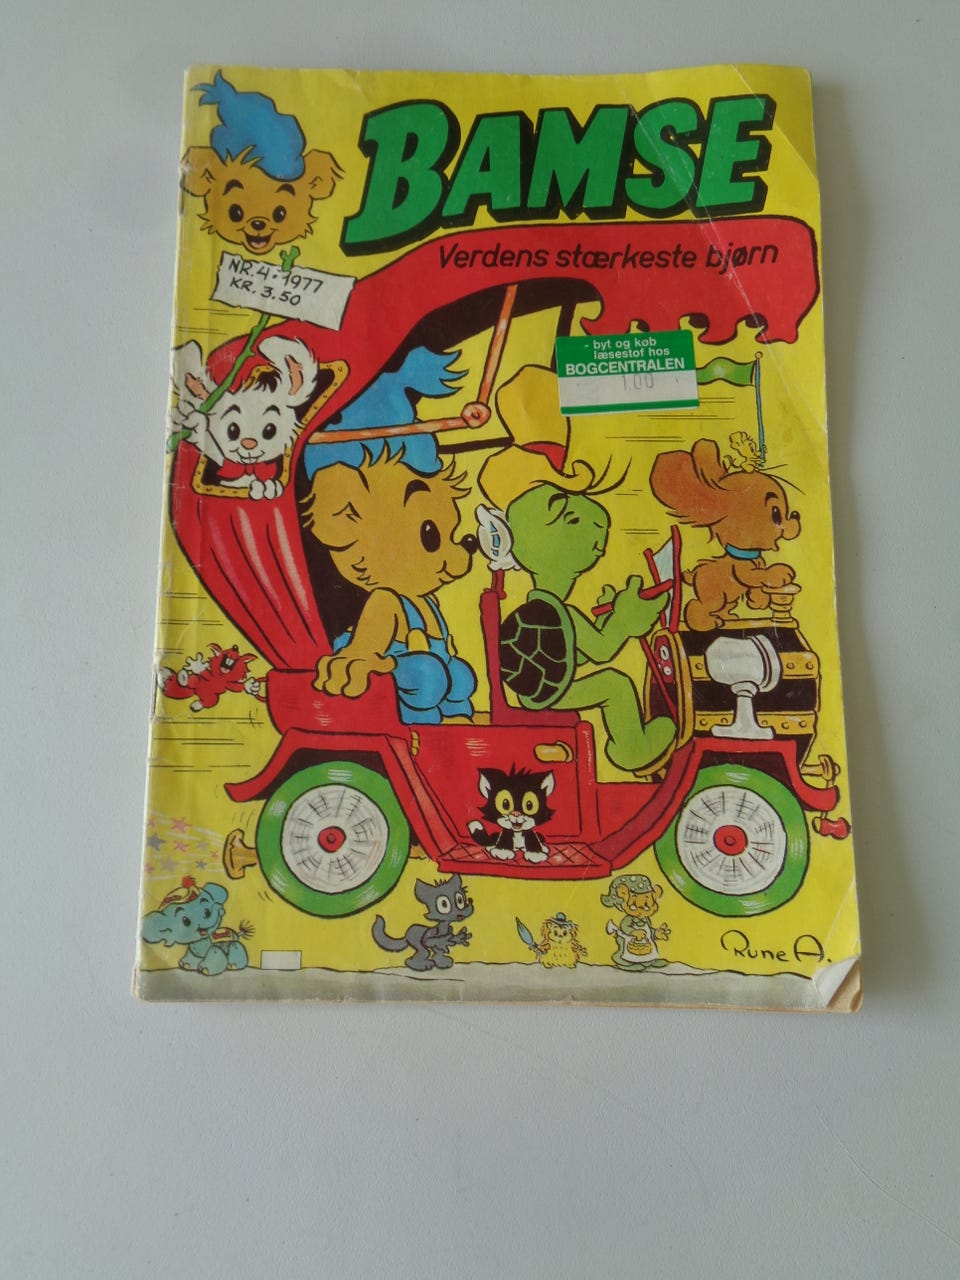 BAMSE
Verdens stærkeste bjørn
NR. 4 · 1977
KR. 3.50
- byt og køb
læsestof hos
BOGCENTRALEN
1.00
Rune A.